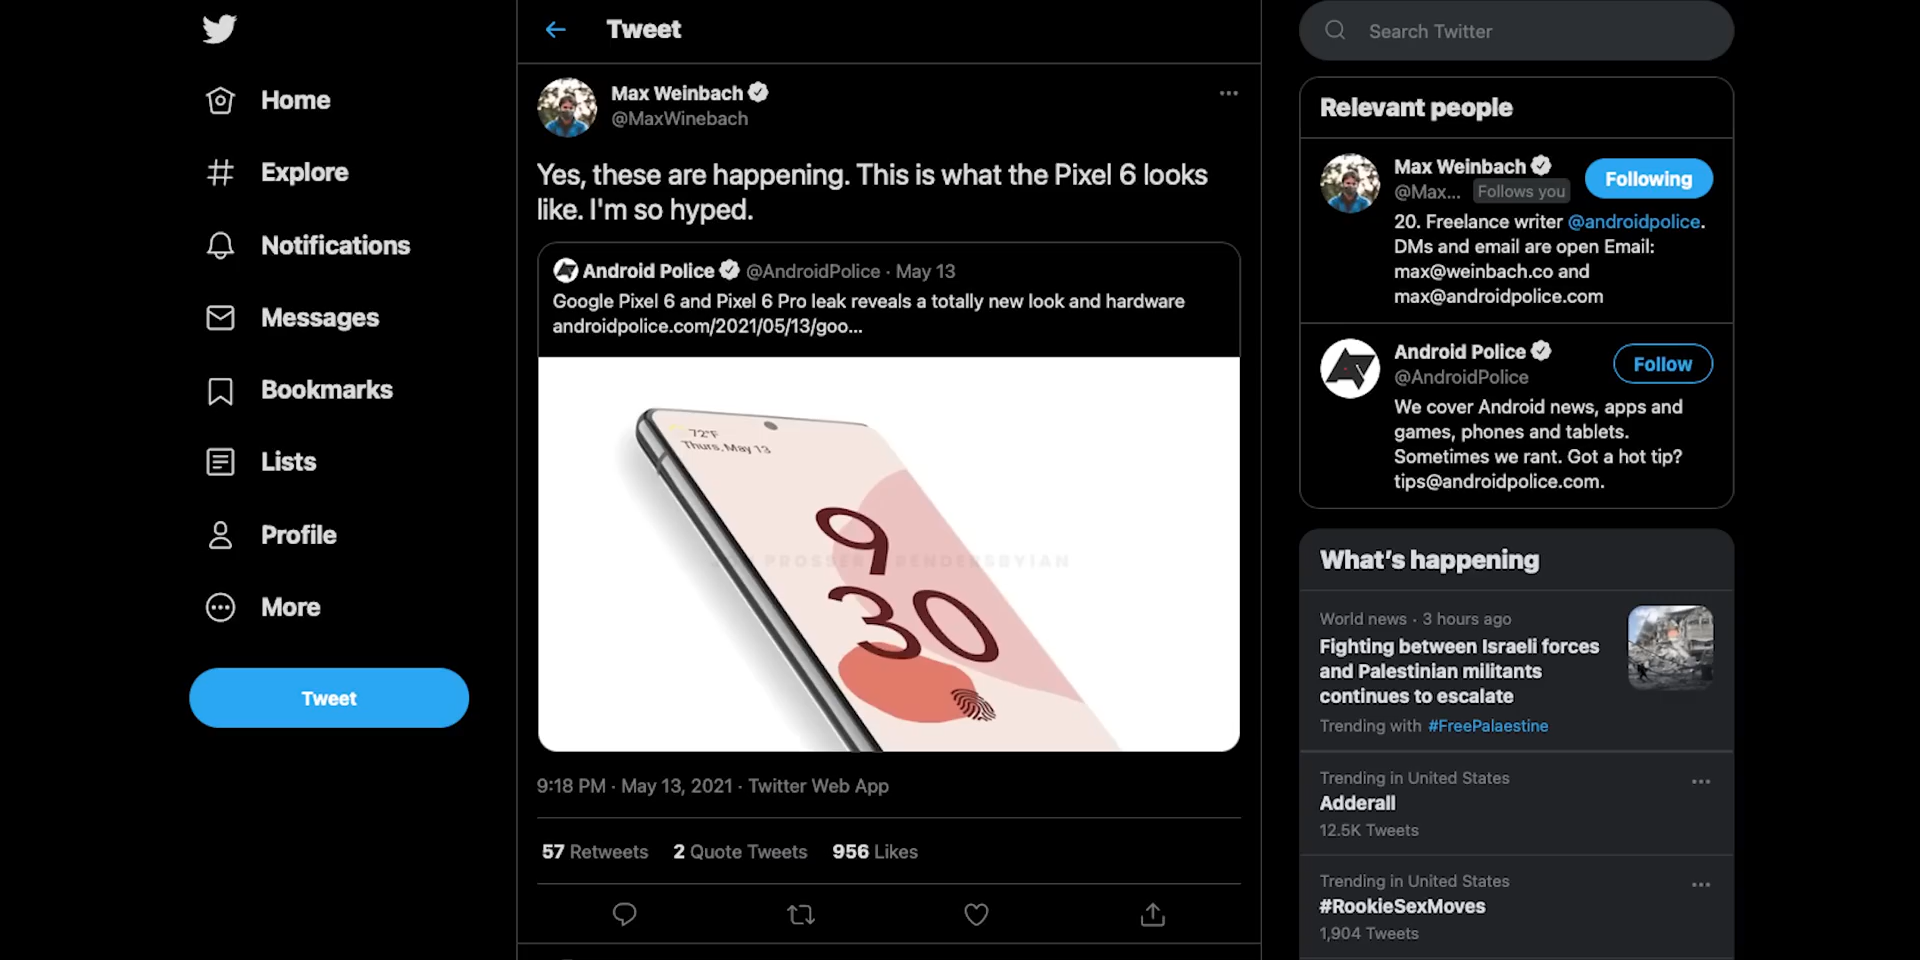 Home
Explore
Notifications
Messages
Bookmarks
Lists
Profile
More
Tweet
Tweet
Max Weinbach
@MaxWinebach
Yes, these are happening. This is what the Pixel 6 looks
like. I'm so hyped.
Android Police @AndroidPolice · May 13
Google Pixel 6 and Pixel 6 Pro leak reveals a totally new look and hardware
androidpolice.com/2021/05/13/goo...
72°F
Thurs, May 13
9
30
PROSSER
RENDERSBYIAN
9:18 PM · May 13, 2021 · Twitter Web App
57 Retweets 2 Quote Tweets 956 Likes
Search Twitter
Relevant people
Max Weinbach
@Max... Follows you
Following
20. Freelance writer @androidpolice.
DMs and email are open Email:
max@weinbach.co and
max@androidpolice.com
Android Police
@AndroidPolice
Follow
We cover Android news, apps and
games, phones and tablets.
Sometimes we rant. Got a hot tip?
tips@androidpolice.com.
What's happening
World news · 3 hours ago
Fighting between Israeli forces
and Palestinian militants
continues to escalate
Trending with #FreePalaestine
Trending in United States
Adderall
12.5K Tweets
Trending in United States
#RookieSexMoves
1,904 Tweets